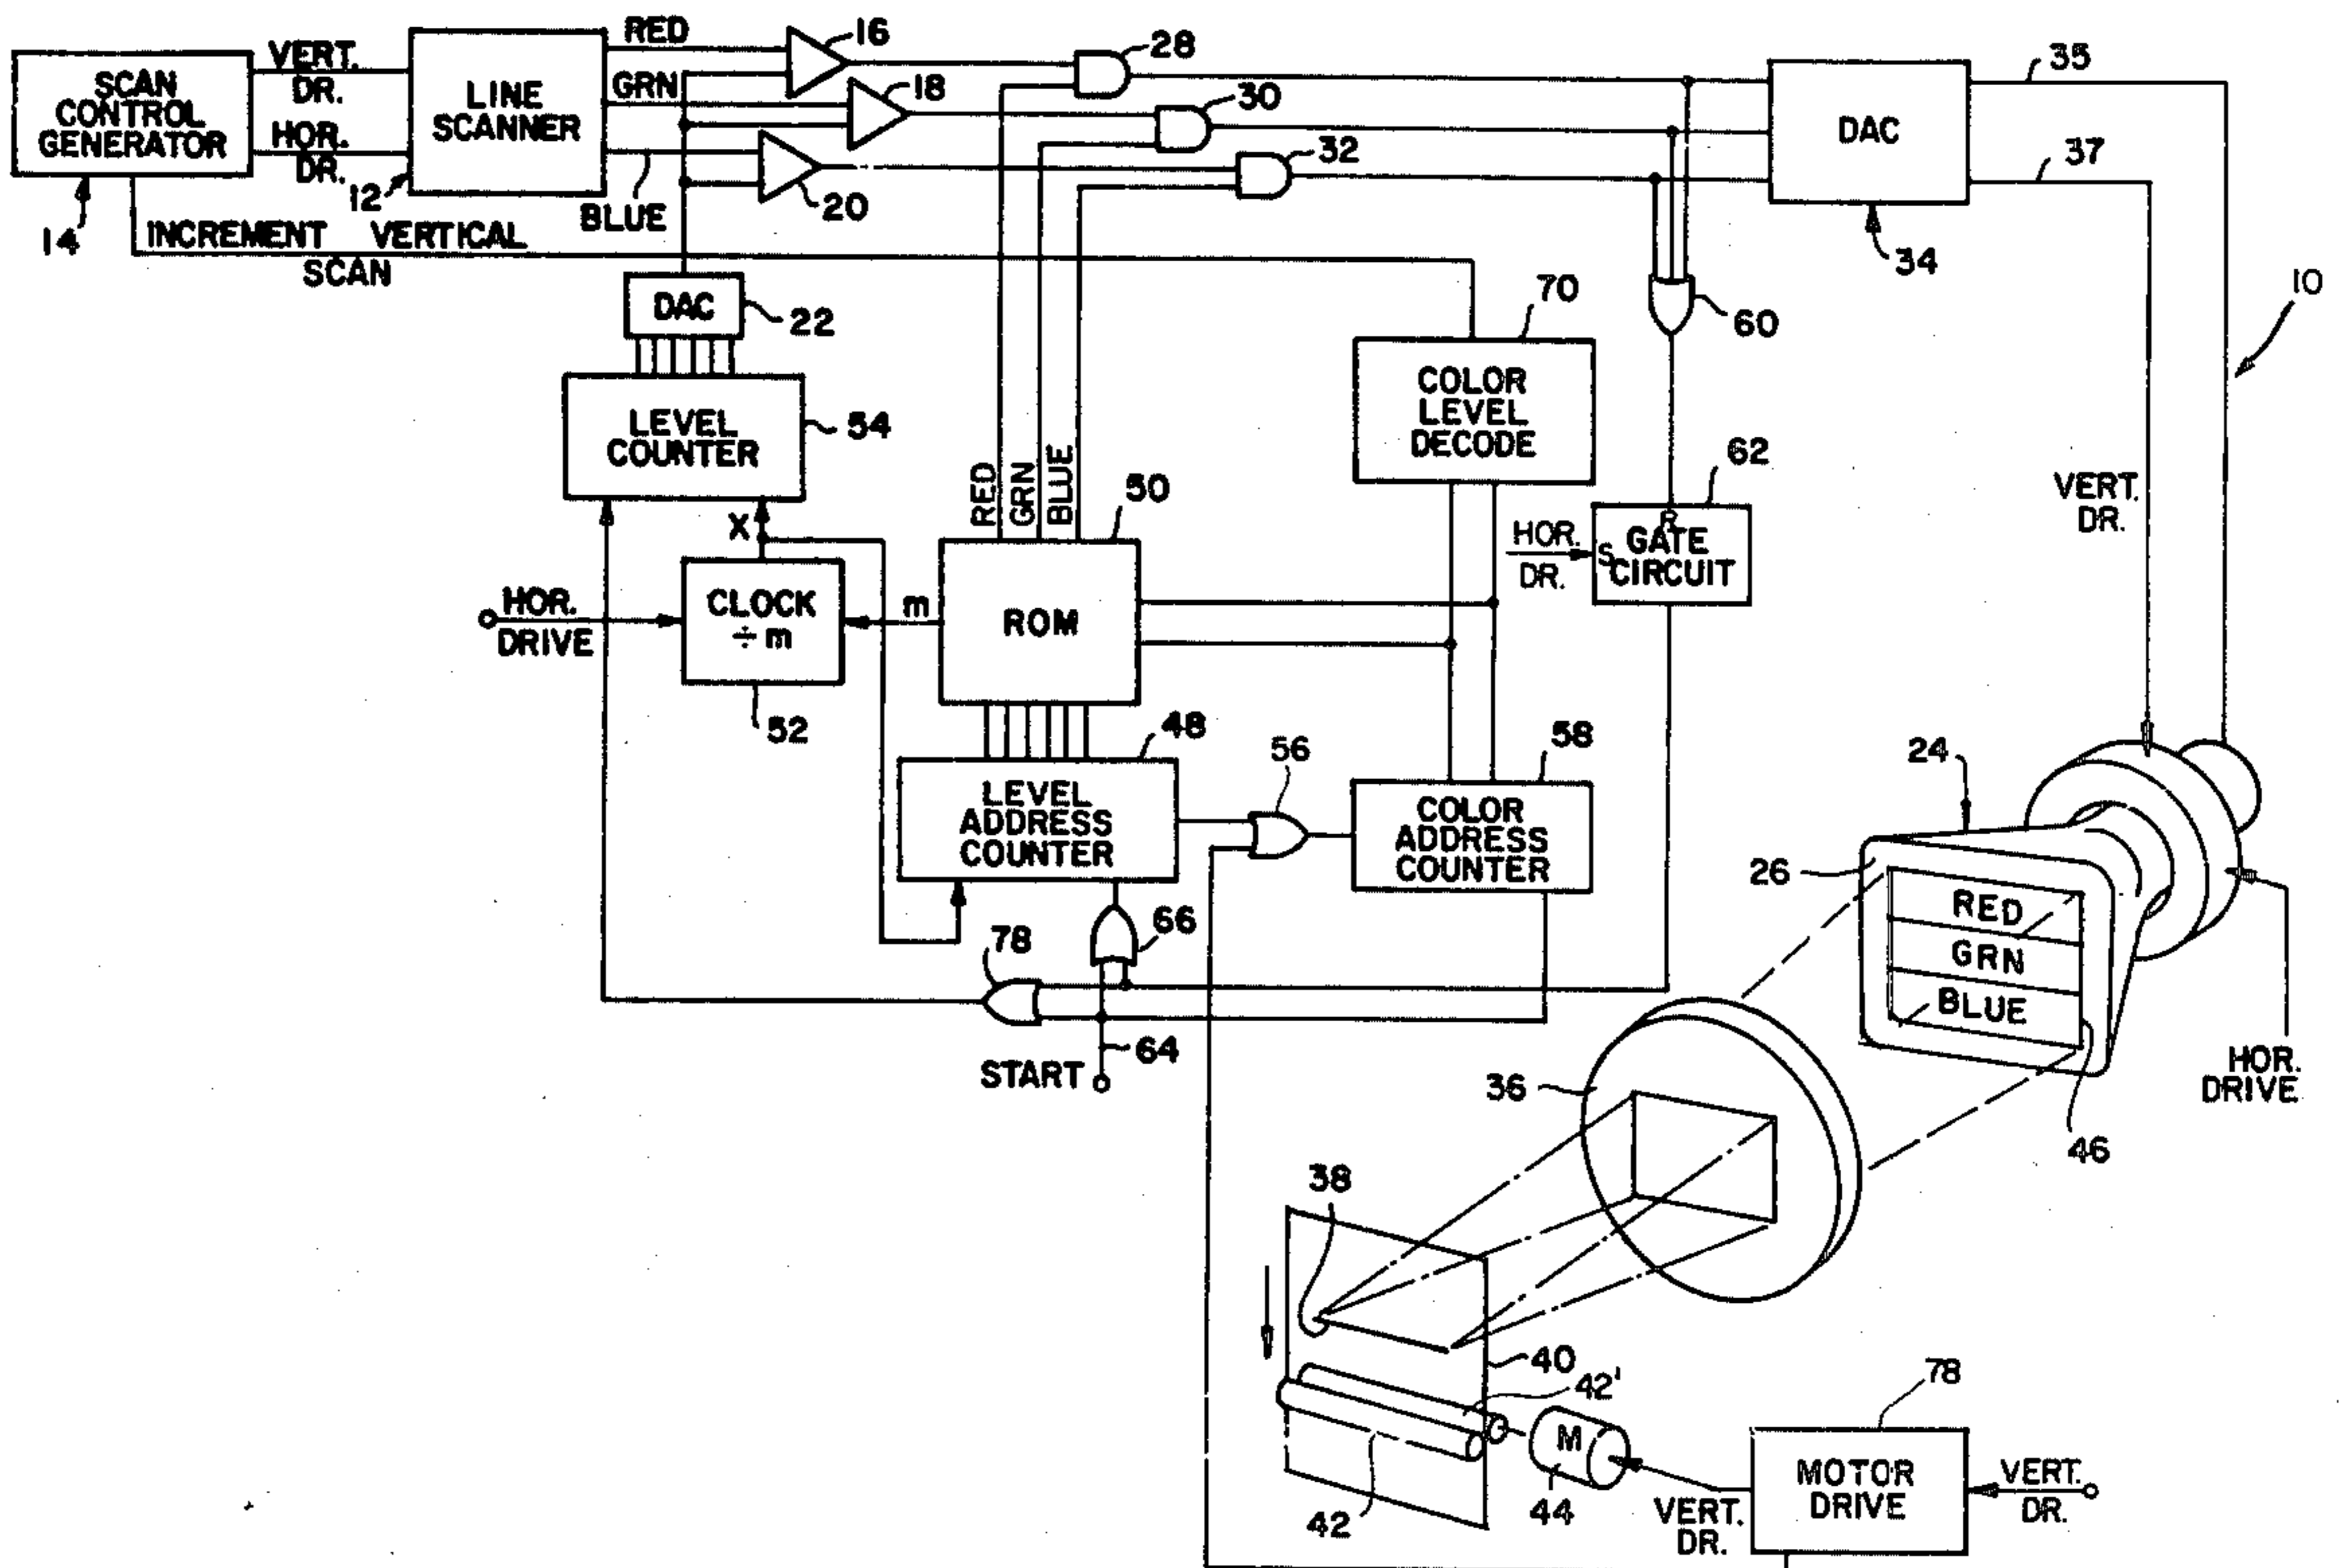 SCAN
CONTROL
GENERATOR
14
VERT.
DR.
HOR.
DR.
12
LINE
SCANNER
RED
GRN
BLUE
16
18
20
28
30
32
DAC
34
35
37
10
INCREMENT VERTICAL
SCAN
DAC
22
LEVEL
COUNTER
54
X
HOR.
DRIVE
CLOCK
÷ m
52
m
RED
GRN
BLUE
50
ROM
70
COLOR
LEVEL
DECODE
60
62
HOR.
DR.
S
R
GATE
CIRCUIT
VERT.
DR.
48
LEVEL
ADDRESS
COUNTER
56
58
COLOR
ADDRESS
COUNTER
66
78
64
START
24
26
RED
GRN
BLUE
46
HOR.
DRIVE
36
38
40
42'
42
M
44
VERT.
DR.
78
MOTOR
DRIVE
VERT.
DR.